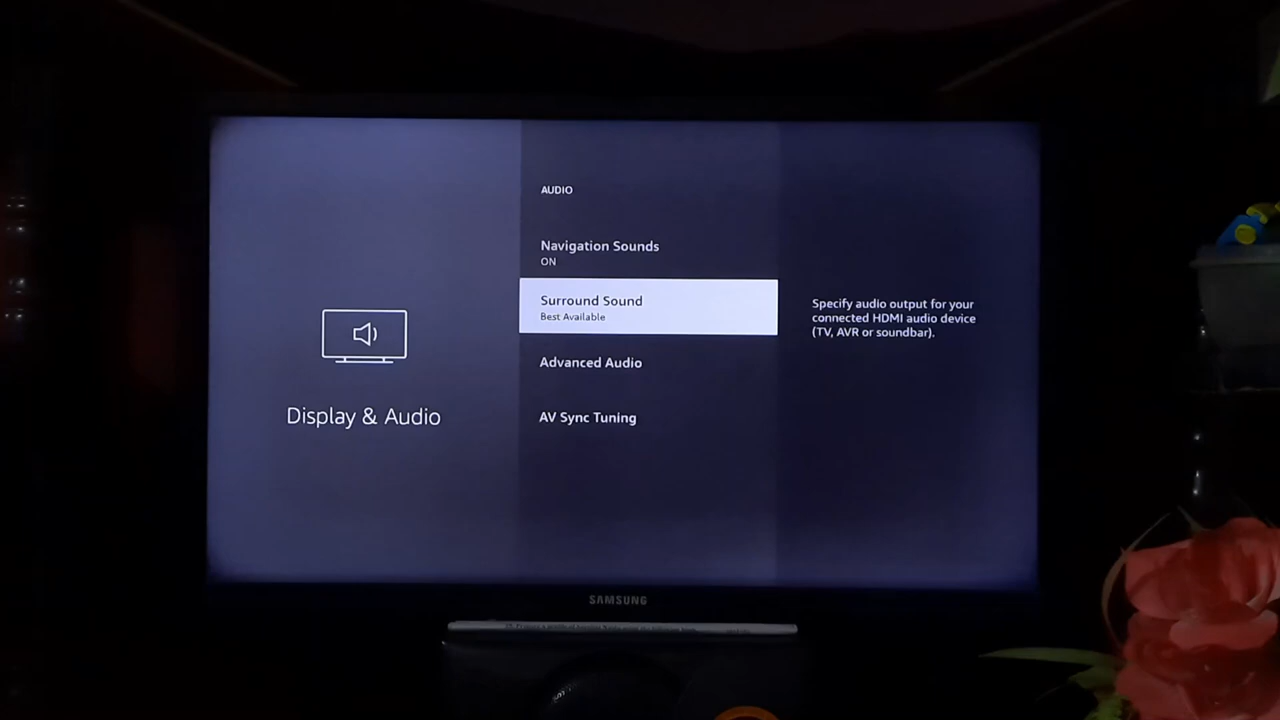 AUDIO
Navigation Sounds
ON
Surround Sound
Best Available
Specify audio output for your
connected HDMI audio device
(TV, AVR or soundbar).
Advanced Audio
Display & Audio
AV Sync Tuning
SAMSUNG